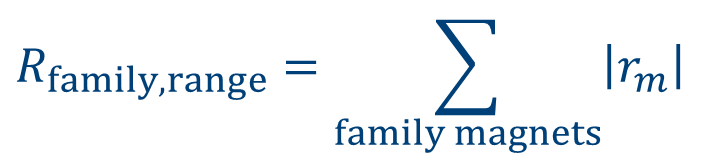 R_family,range = ∑ |r_m|
family magnets